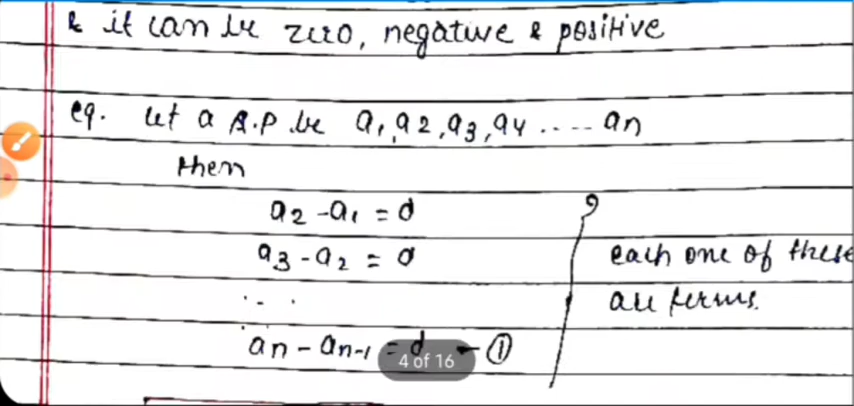 & it can be zero, negative & positive
eg. let a A.P be a1, a2, a3, a4 ..... an
then
a2 - a1 = d
a3 - a2 = d
. . .
an - an-1 = d - ①
each one of these
are terms.
4 of 16